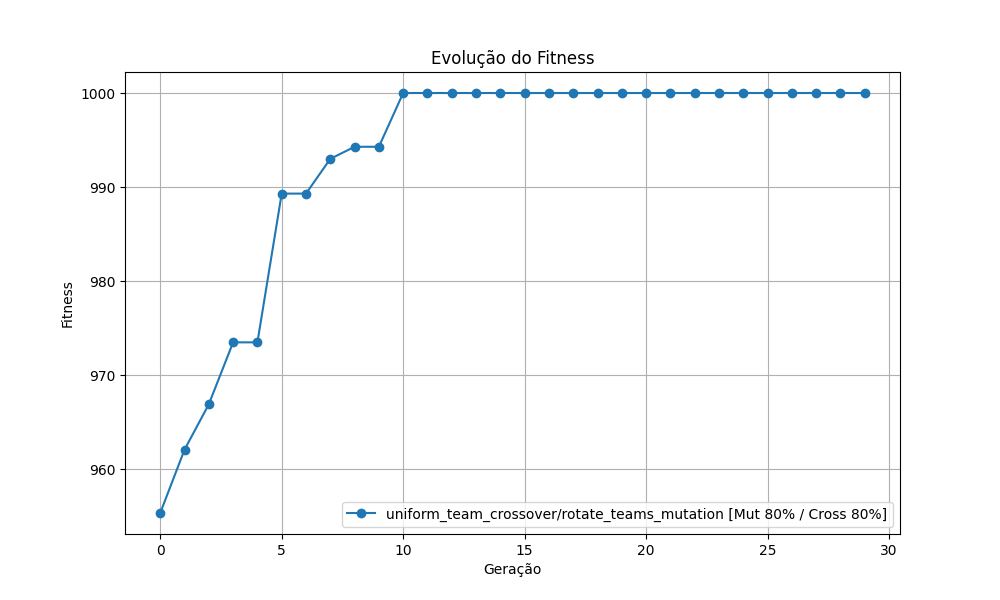 Evolução do Fitness
1000
990
980
970
960
Fitness
0 5 10 15 20 25 30
Geração
uniform_team_crossover/rotate_teams_mutation [Mut 80% / Cross 80%]